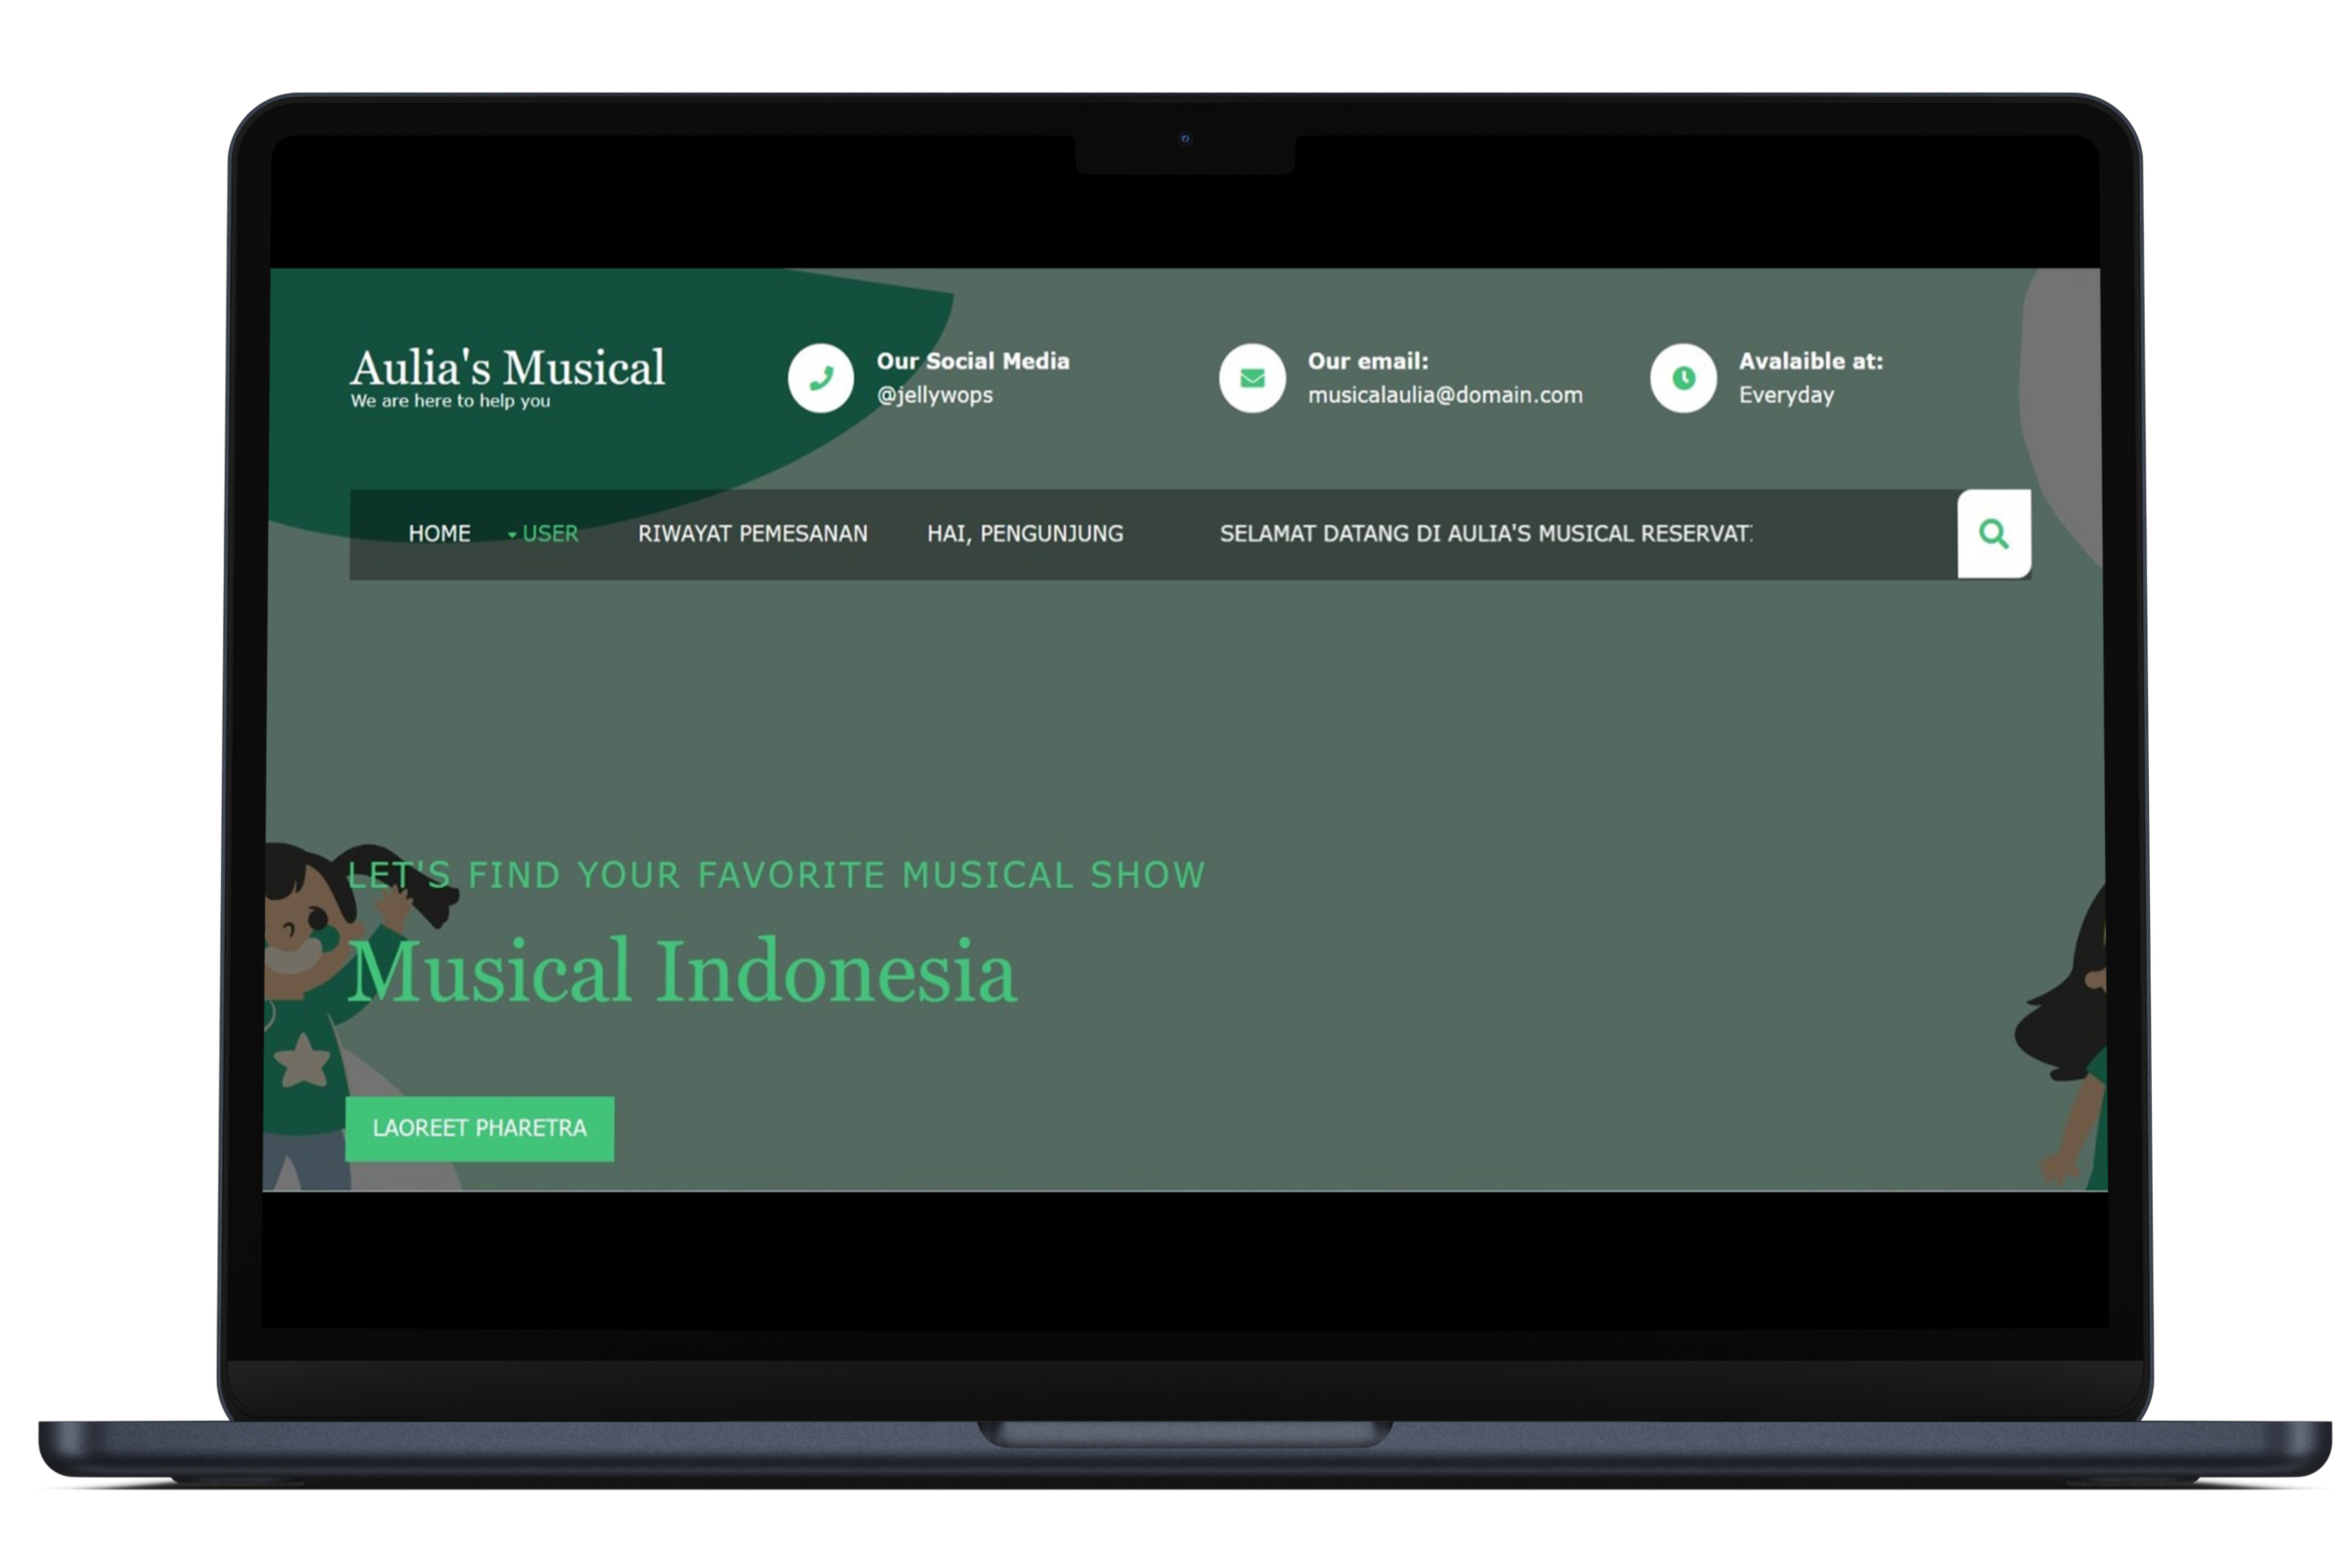 Aulia's Musical
We are here to help you
Our Social Media
@jellywops
Our email:
musicalaulia@domain.com
Avalaible at:
Everyday
HOME USER RIWAYAT PEMESANAN HAI, PENGUNJUNG SELAMAT DATANG DI AULIA'S MUSICAL
LET'S FIND YOUR FAVORITE MUSICAL SHOW
Musical Indonesia
LAOREET PHARETRA